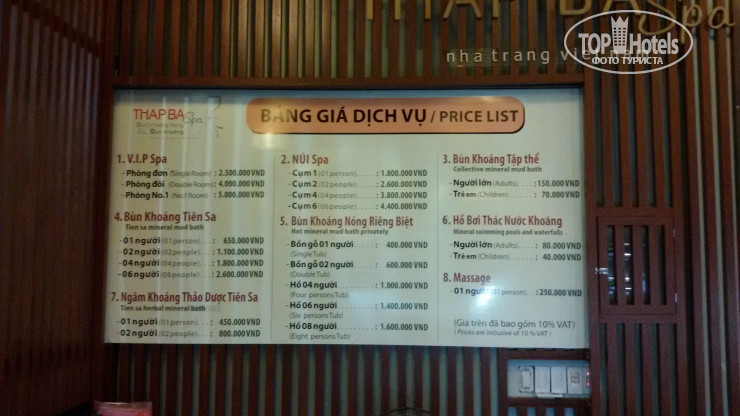 THAP BA Spa
nha trang
TOP Hotels
ФОТО ТУРИСТА
THAP BA Spa
BẢNG GIÁ DỊCH VỤ / PRICE LIST
1. V.I.P Spa
- Phòng đơn (Single Room) : 2.500.000 VND
- Phòng đôi (Double Room) : 4.000.000 VND
- Phòng No.1 (No.1 Room) : 5.000.000 VND
4. Bùn Khoáng Tiên Sa
Tien sa mineral mud bath
- 01 người (01 person).... : 650.000 VND
- 02 người (02 people).... : 1.100.000 VND
- 04 người (04 people).... : 1.800.000 VND
- 06 người (06 people).... : 2.600.000 VND
7. Ngâm Khoáng Thảo Dược Tiên Sa
Tien sa herbal mineral bath
- 01 người (01 person).... : 450.000 VND
- 02 người (02 people).... : 800.000 VND
2. NÚI Spa
- Cụm 1 (01 person)...... : 1.800.000 VND
- Cụm 2 (02 people)...... : 2.600.000 VND
- Cụm 4 (04 people)...... : 3.400.000 VND
- Cụm 6 (06 people)...... : 4.400.000 VND
5. Bùn Khoáng Nóng Riêng Biệt
Hot mineral mud bath privately
- Bồn gỗ 01 người : 400.000 VND
(Single Tub)
- Bồn gỗ 02 người : 600.000 VND
(Double Tub)
- Hồ 04 người : 1.000.000 VND
(Four persons Tub)
- Hồ 06 người : 1.400.000 VND
(Six persons Tub)
- Hồ 08 người : 1.600.000 VND
(Eight persons Tub)
3. Bùn Khoáng Tập thể
Collective mineral mud bath
- Người lớn (Adults). : 150.000 VND
- Trẻ em (Children). : 70.000 VND
6. Hồ Bơi Thác Nước Khoáng
Mineral swimming pools and waterfalls
- Người lớn (Adults). : 80.000 VND
- Trẻ em (Children). : 40.000 VND
8. Massage
- 01 người (01 person) : 250.000 VND
(Giá trên đã bao gồm 10% VAT)
( Prices are inclusive of 10 % VAT )